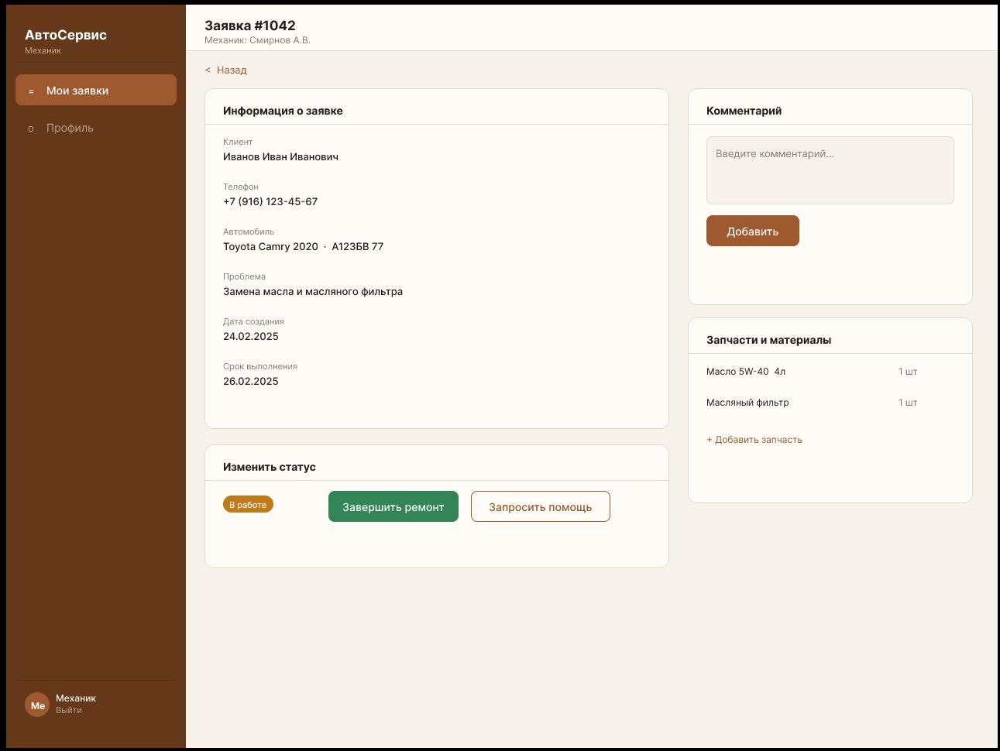 АвтоСервис
Механик
= Мои заявки
o Профиль
Me Механик
Выйти
Заявка #1042
Механик: Смирнов А.В.
< Назад
Информация о заявке
Клиент
Иванов Иван Иванович
Телефон
+7 (916) 123-45-67
Автомобиль
Toyota Camry 2020 · А123БВ 77
Проблема
Замена масла и масляного фильтра
Дата создания
24.02.2025
Срок выполнения
26.02.2025
Изменить статус
В работе
Завершить ремонт
Запросить помощь
Комментарий
Введите комментарий...
Добавить
Запчасти и материалы
Масло 5W-40 4л 1 шт
Масляный фильтр 1 шт
+ Добавить запчасть